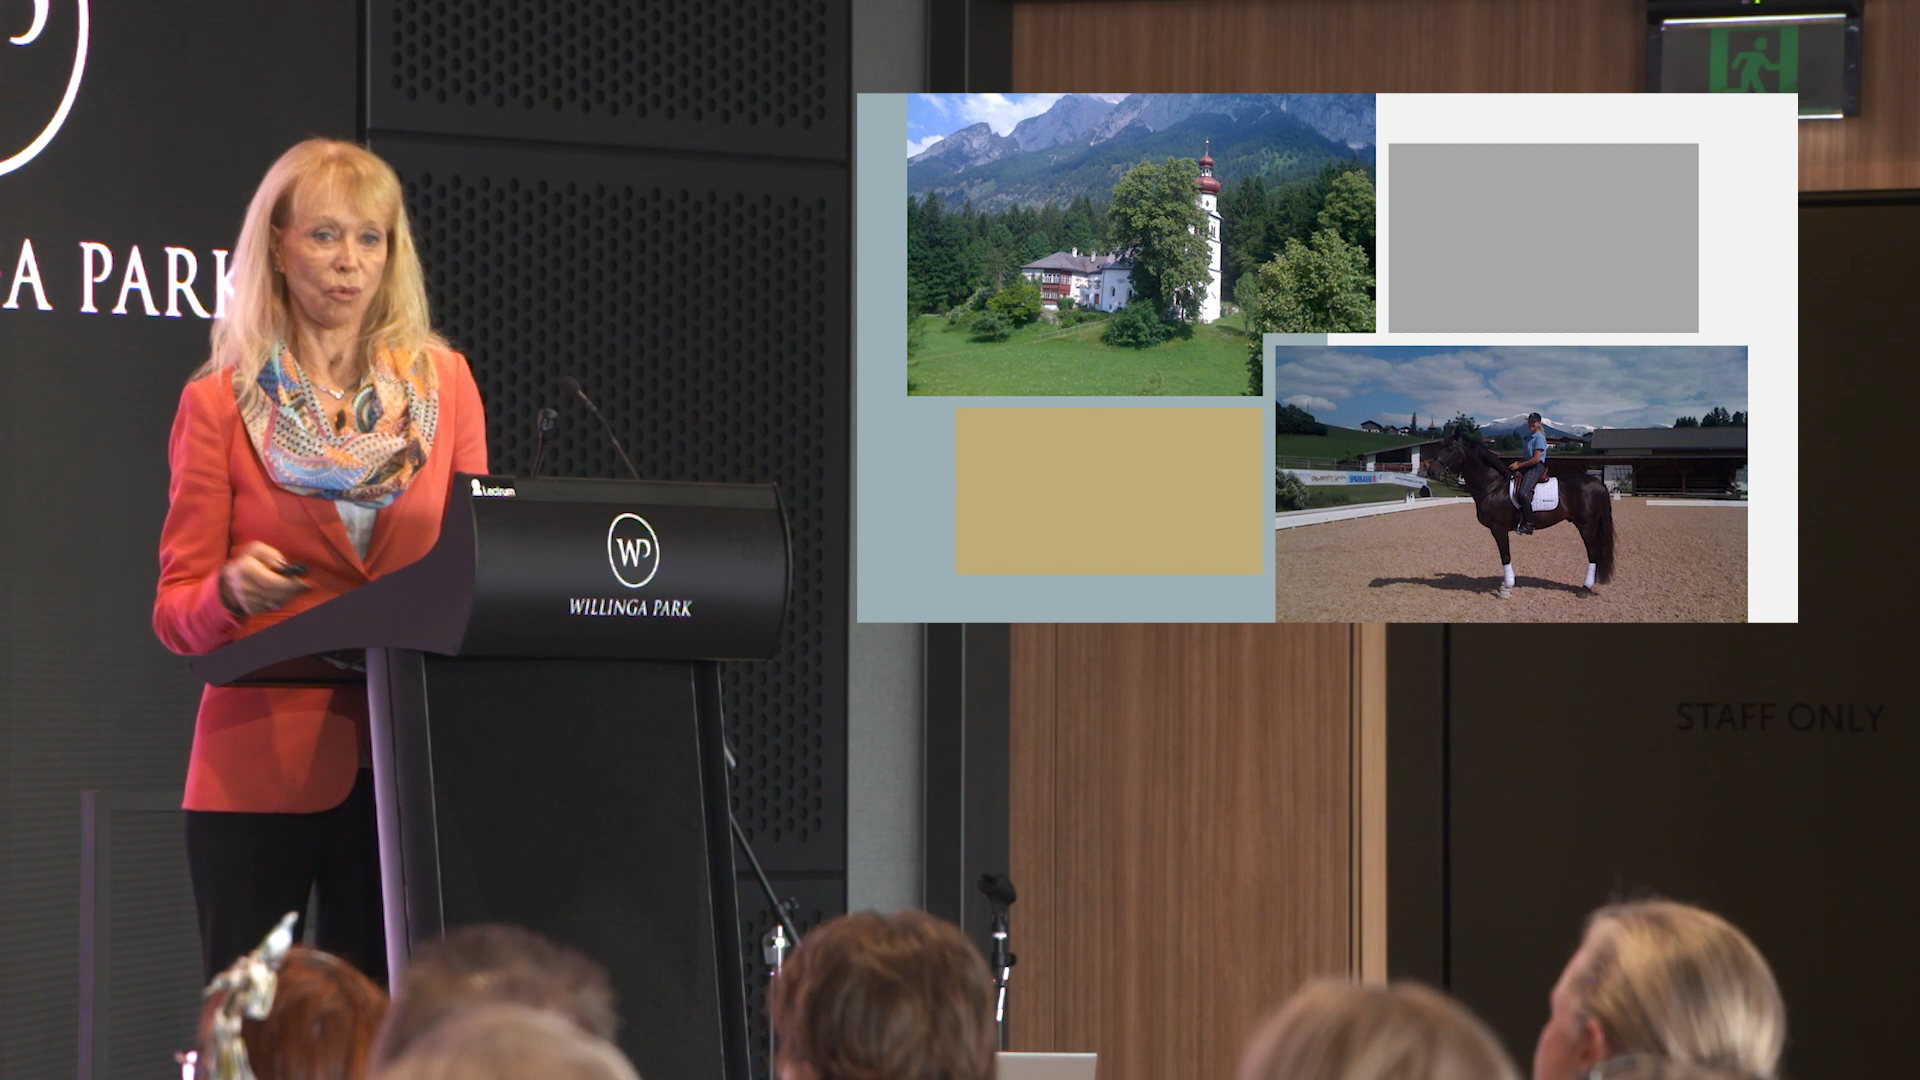 A PARK
Lectrum
WP
WILLINGA PARK
SPARKASSE
STAFF ONLY